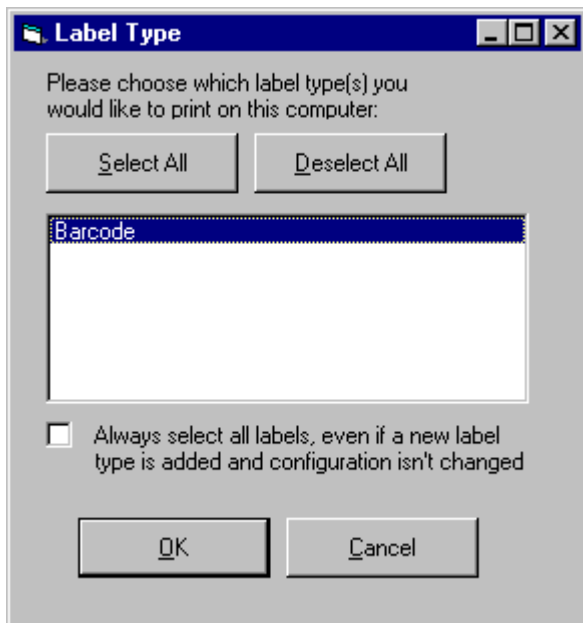 Label Type
Please choose which label type(s) you
would like to print on this computer:
Select All
Deselect All
Barcode
Always select all labels, even if a new label
type is added and configuration isn't changed
OK
Cancel